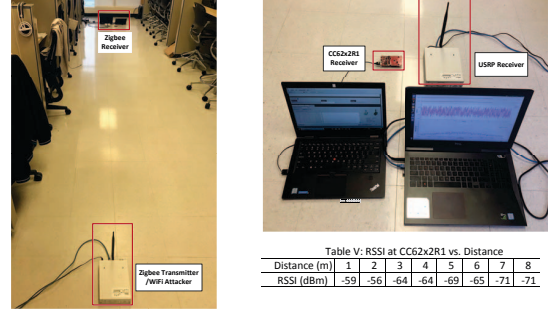 Zigbee
Receiver
Zigbee Transmitter
/WiFi Attacker
CC62x2R1
Receiver
USRP Receiver
Table V: RSSI at CC62x2R1 vs. Distance
Distance (m) 1 2 3 4 5 6 7 8
RSSI (dBm) -59 -56 -64 -64 -69 -65 -71 -71